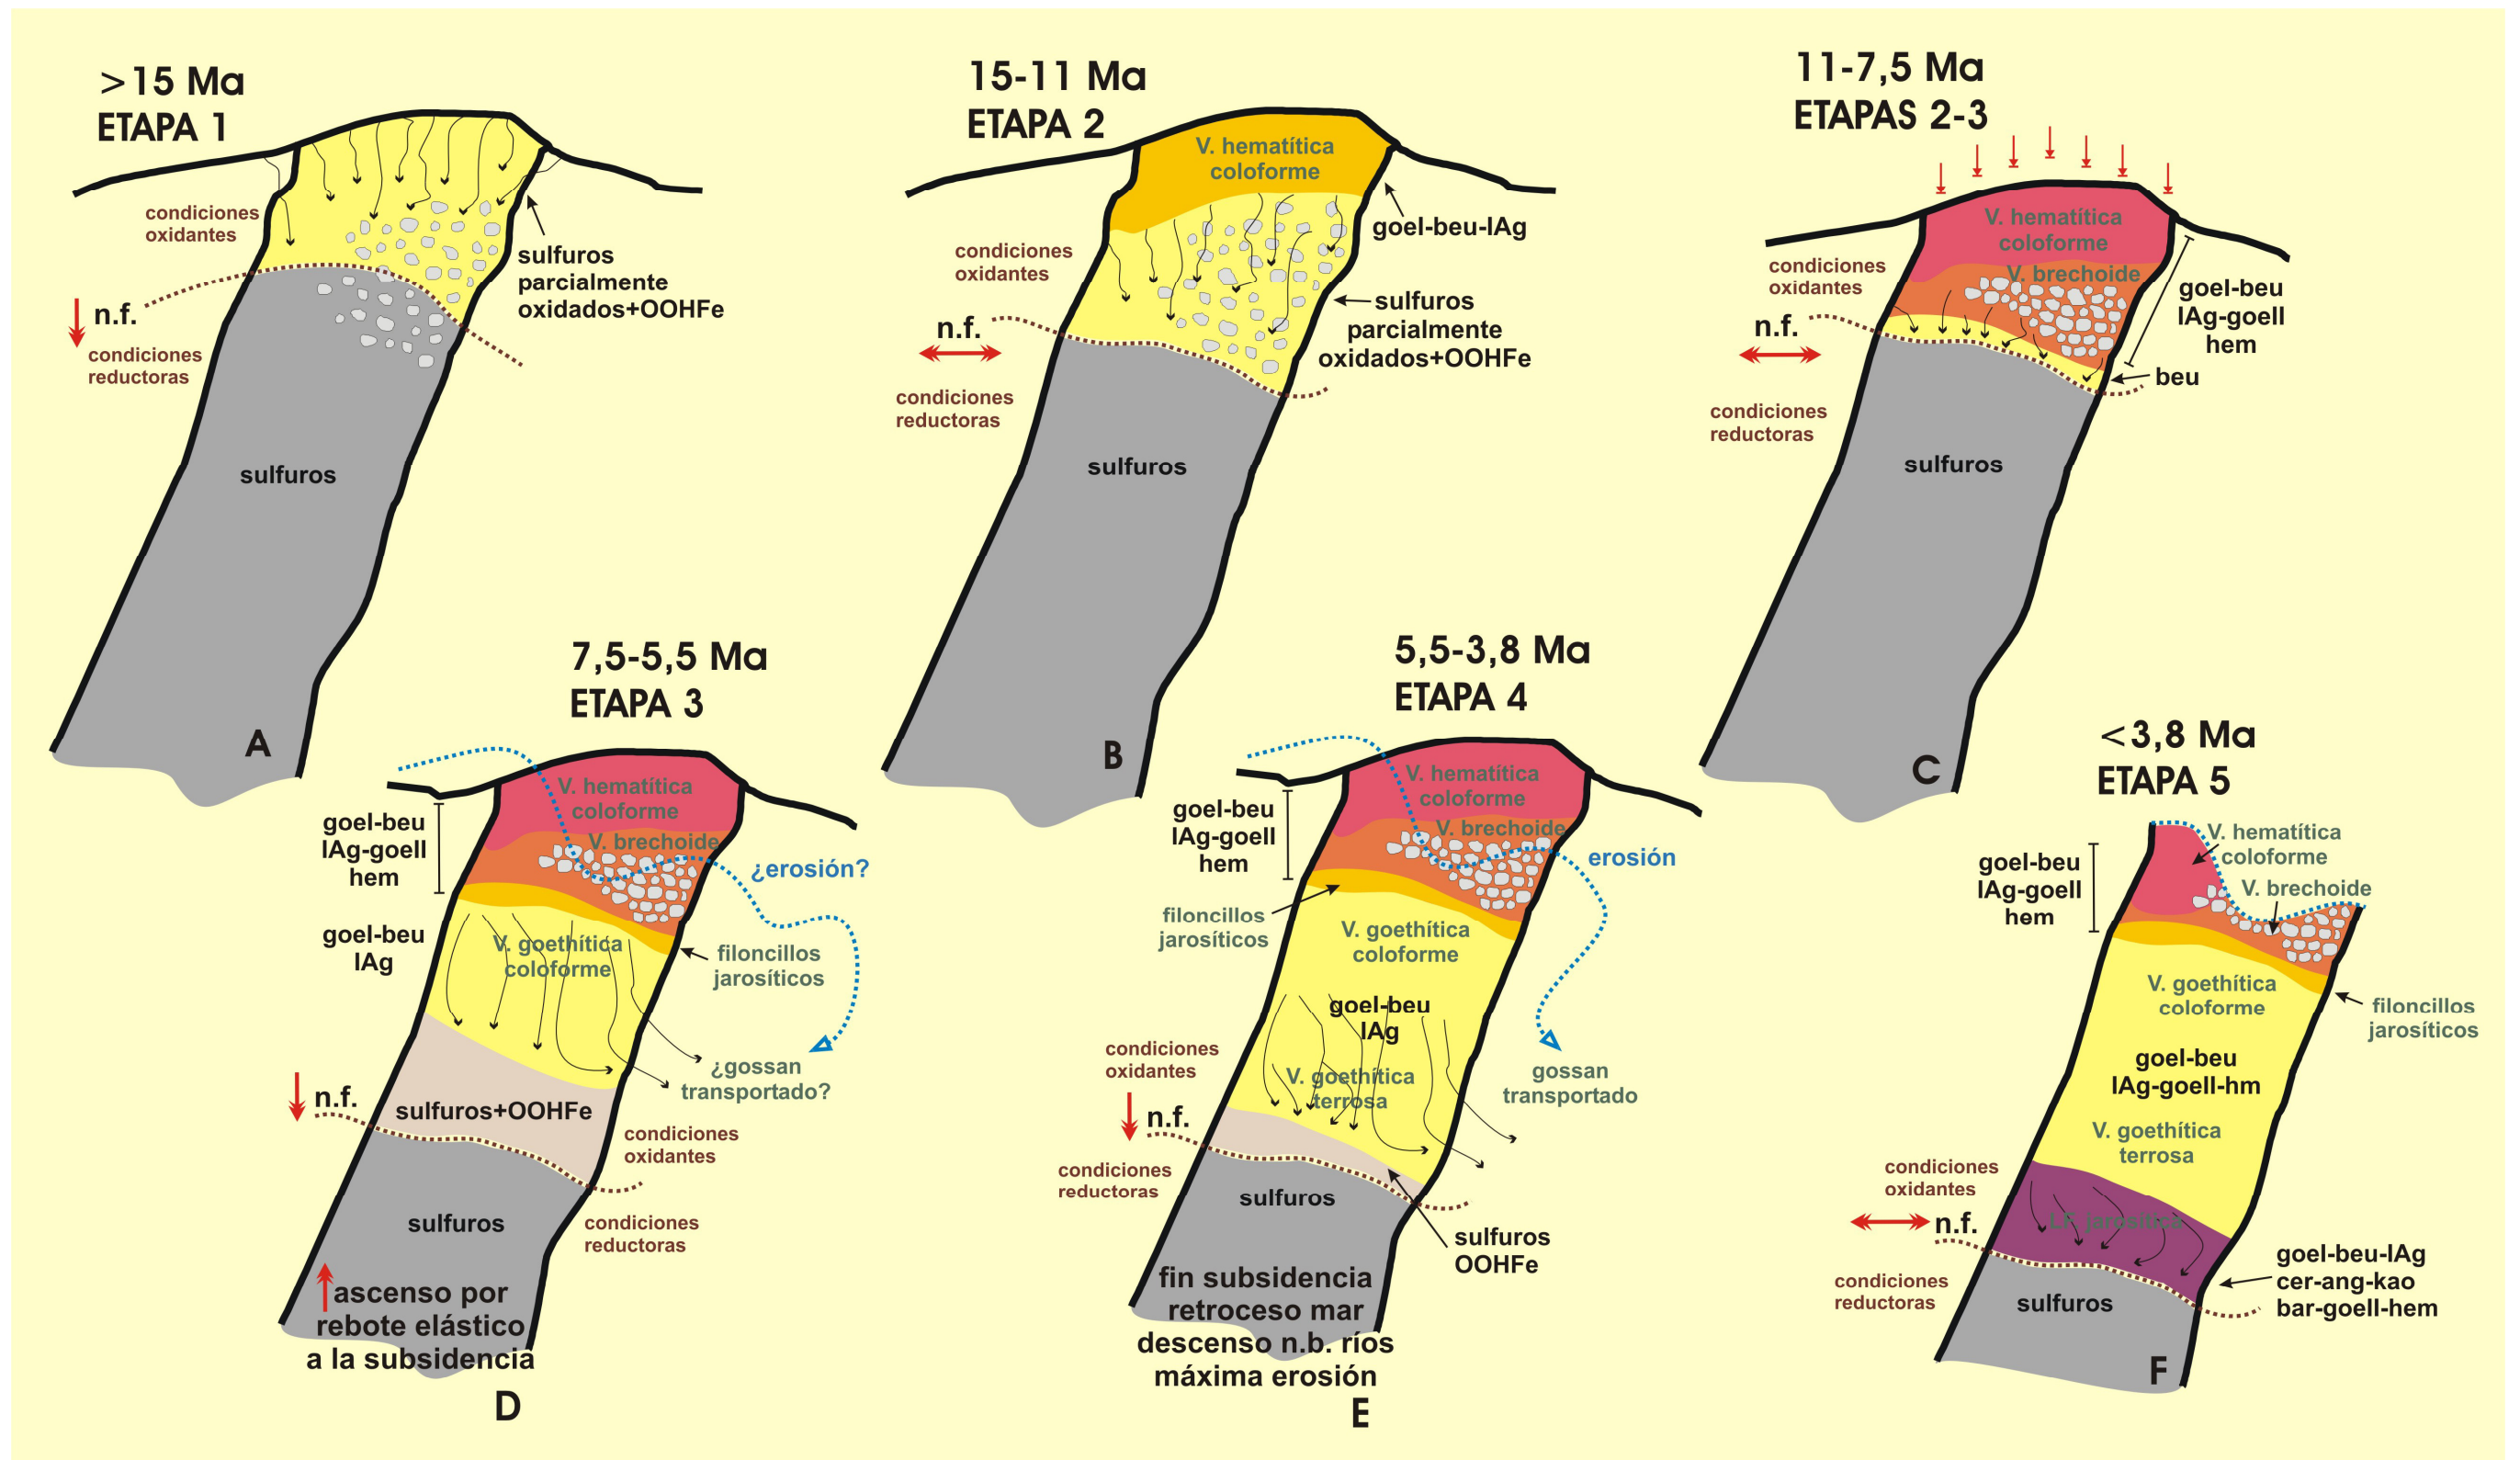 >15 Ma
ETAPA 1
condiciones
oxidantes
n.f.
condiciones
reductoras
sulfuros
parcialmente
oxidados+OOHFe
sulfuros
A
15-11 Ma
ETAPA 2
V. hematítica
coloforme
goel-beu-lAg
condiciones
oxidantes
n.f.
sulfuros
parcialmente
oxidados+OOHFe
condiciones
reductoras
sulfuros
B
11-7,5 Ma
ETAPAS 2-3
V. hematítica
coloforme
V. brechoide
condiciones
oxidantes
n.f.
goel-beu
lAg-goell
hem
beu
condiciones
reductoras
sulfuros
C
7,5-5,5 Ma
ETAPA 3
V. hematítica
coloforme
V. brechoide
goel-beu
lAg-goell
hem
¿erosión?
goel-beu
lAg
V. goethítica
coloforme
filoncillos
jarosíticos
¿gossan
transportado?
n.f.
sulfuros+OOHFe
condiciones
oxidantes
sulfuros
condiciones
reductoras
ascenso por
rebote elástico
a la subsidencia
D
5,5-3,8 Ma
ETAPA 4
V. hematítica
coloforme
V. brechoide
goel-beu
lAg-goell
hem
erosión
filoncillos
jarosíticos
V. goethítica
coloforme
goel-beu
lAg
condiciones
oxidantes
V. goethítica
terrosa
gossan
transportado
n.f.
condiciones
reductoras
sulfuros
sulfuros
OOHFe
fin subsidencia
retroceso mar
descenso n.b. ríos
máxima erosión
E
<3,8 Ma
ETAPA 5
V. hematítica
coloforme
V. brechoide
goel-beu
lAg-goell
hem
V. goethítica
coloforme
filoncillos
jarosíticos
goel-beu
lAg-goell-hm
V. goethítica
terrosa
condiciones
oxidantes
n.f.
LF. jarosítica
condiciones
reductoras
sulfuros
goel-beu-lAg
cer-ang-kao
bar-goell-hem
F